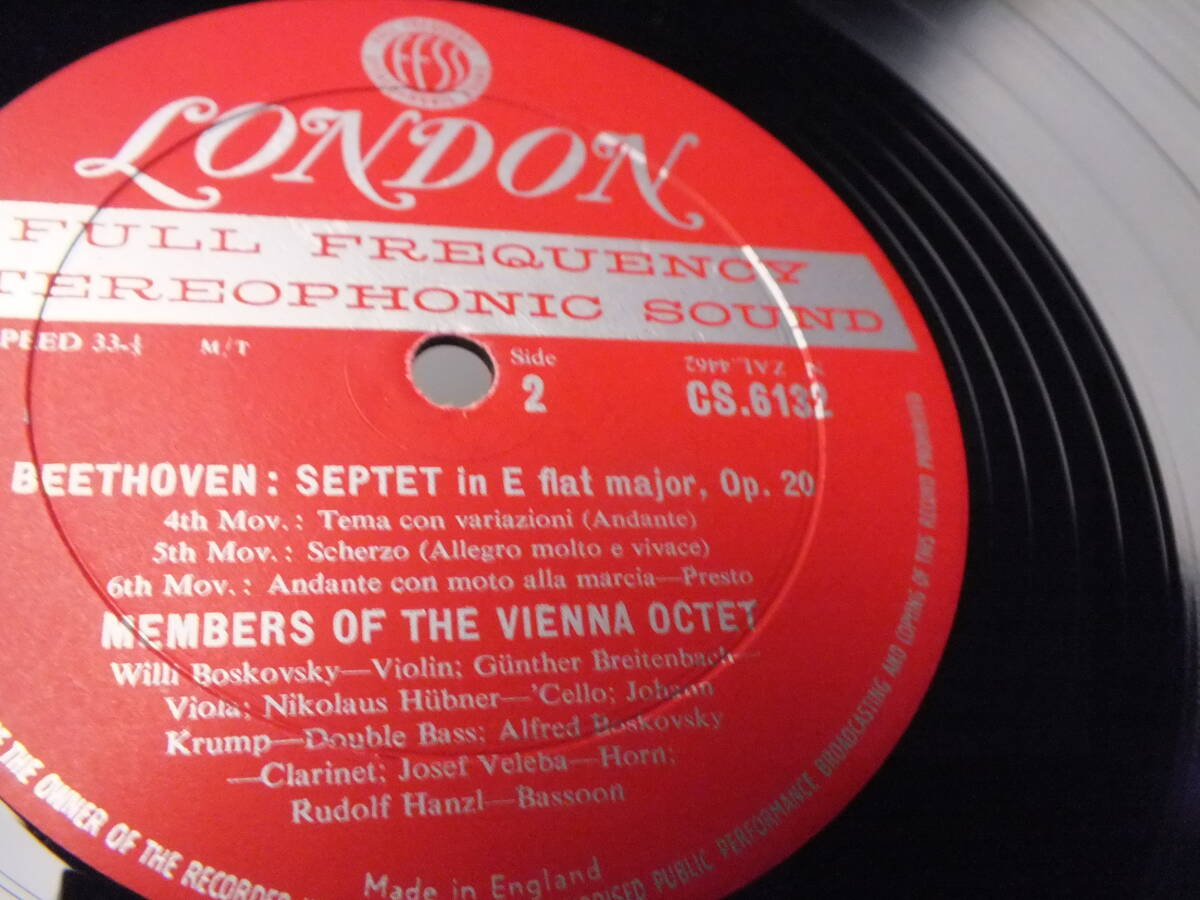 FFSS
LONDON
FULL FREQUENCY
TEREOPHONIC SOUND
PEED 33-⅓ M/T
Side
2
N ZAL.4462
CS.6132
BEETHOVEN: SEPTET in E flat major, Op. 20
4th Mov.: Tema con variazioni (Andante)
5th Mov.: Scherzo (Allegro molto e vivace)
6th Mov.: Andante con moto alla marcia—Presto
MEMBERS OF THE VIENNA OCTET
Willi Boskovsky—Violin; Günther Breitenbach—
Viola; Nikolaus Hübner—'Cello; Johann
Krump—Double Bass; Alfred Boskovsky
—Clarinet; Josef Veleba—Horn;
Rudolf Hanzl—Bassoon
Made in England
THE OWNER OF THE RECORDED
PUBLIC PERFORMANCE BROADCASTING AND COPYING OF THIS RECORD PROHIBITED